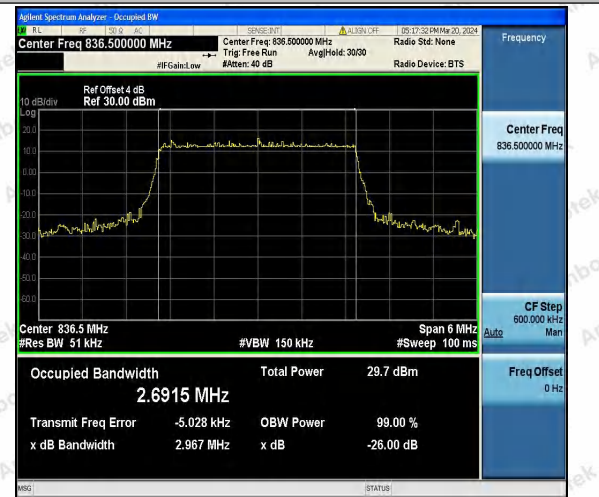 Agilent Spectrum Analyzer - Occupied BW
RL RF 50 Ω AC SENSE:INT ALIGN OFF 05:17:32 PM Mar 20, 2024
Center Freq 836.500000 MHz
Center Freq: 836.500000 MHz
Radio Std: None
Trig: Free Run Avg|Hold: 30/30
#IFGain:Low #Atten: 40 dB Radio Device: BTS
Ref Offset 4 dB
10 dB/div Ref 30.00 dBm
Log
20.0
10.0
0.00
-10.0
-20.0
-30.0
-40.0
-50.0
-60.0
Center 836.5 MHz Span 6 MHz
#Res BW 51 kHz #VBW 150 kHz #Sweep 100 ms
Occupied Bandwidth Total Power 29.7 dBm
2.6915 MHz
Transmit Freq Error -5.028 kHz OBW Power 99.00 %
x dB Bandwidth 2.967 MHz x dB -26.00 dB
MSG STATUS
Frequency
Center Freq
836.500000 MHz
CF Step
600.000 kHz
Auto Man
Freq Offset
0 Hz